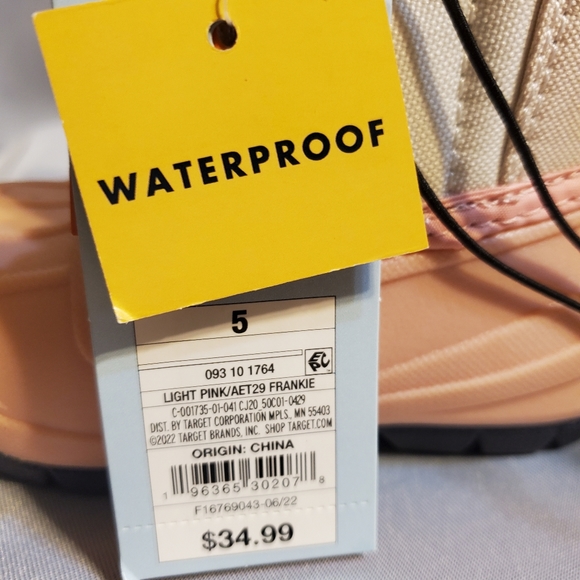 WATERPROOF
5
093 10 1764
LIGHT PINK/AET29 FRANKIE
C-001735-01-041 CJ20_50C01-0429
DIST. BY TARGET CORPORATION MPLS, MN 55403
©2022 TARGET BRANDS, INC. SHOP TARGET.COM
ORIGIN: CHINA
1 96365 30207 8
F16769043-06/22
$34.99